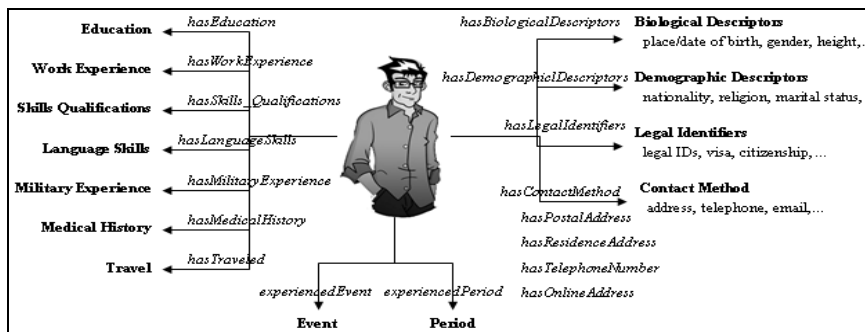 Education
hasEducation
Work Experience
hasWorkExperience
Skills Qualifications
hasSkills_Qualifications
Language Skills
hasLanguageSkills
Military Experience
hasMilitaryExperience
Medical History
hasMedicalHistory
Travel
hasTraveled
hasBiologicalDescriptors
Biological Descriptors
place/date of birth, gender, height,..
hasDemographiclDescriptors
Demographic Descriptors
nationality, religion, marital status,
hasLegalIdentifiers
Legal Identifiers
legal IDs, visa, citizenship,...
hasContactMethod
Contact Method
address, telephone, email,...
hasPostalAddress
hasResidenceAddress
hasTelephoneNumber
hasOnlineAddress
experiencedEvent
experiencedPeriod
Event
Period